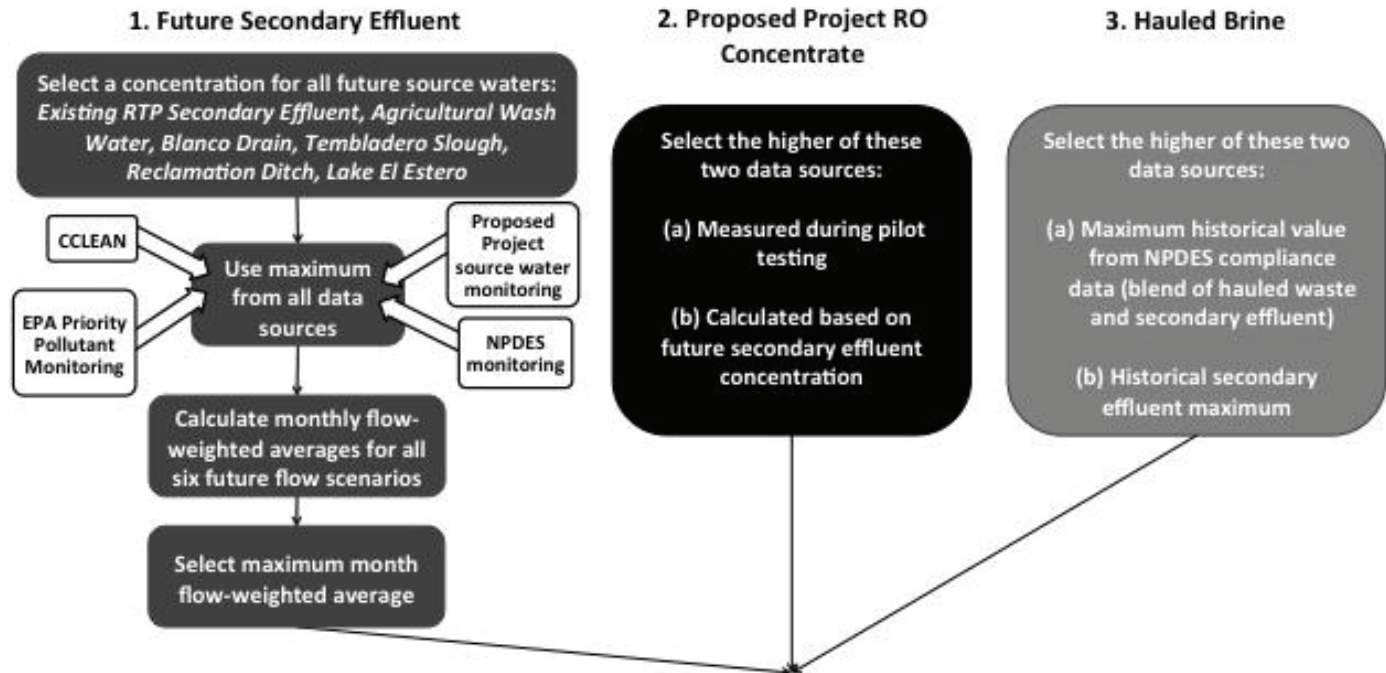 1. Future Secondary Effluent
Select a concentration for all future source waters:
Existing RTP Secondary Effluent, Agricultural Wash
Water, Blanco Drain, Tembladero Slough,
Reclamation Ditch, Lake El Estero
CCLEAN
EPA Priority
Pollutant
Monitoring
Use maximum
from all data
sources
Proposed
Project
source water
monitoring
NPDES
monitoring
Calculate monthly flow-
weighted averages for all
six future flow scenarios
Select maximum month
flow-weighted average
2. Proposed Project RO
Concentrate
Select the higher of these
two data sources:
(a) Measured during pilot
testing
(b) Calculated based on
future secondary effluent
concentration
3. Hauled Brine
Select the higher of these two
data sources:
(a) Maximum historical value
from NPDES compliance
data (blend of hauled waste
and secondary effluent)
(b) Historical secondary
effluent maximum